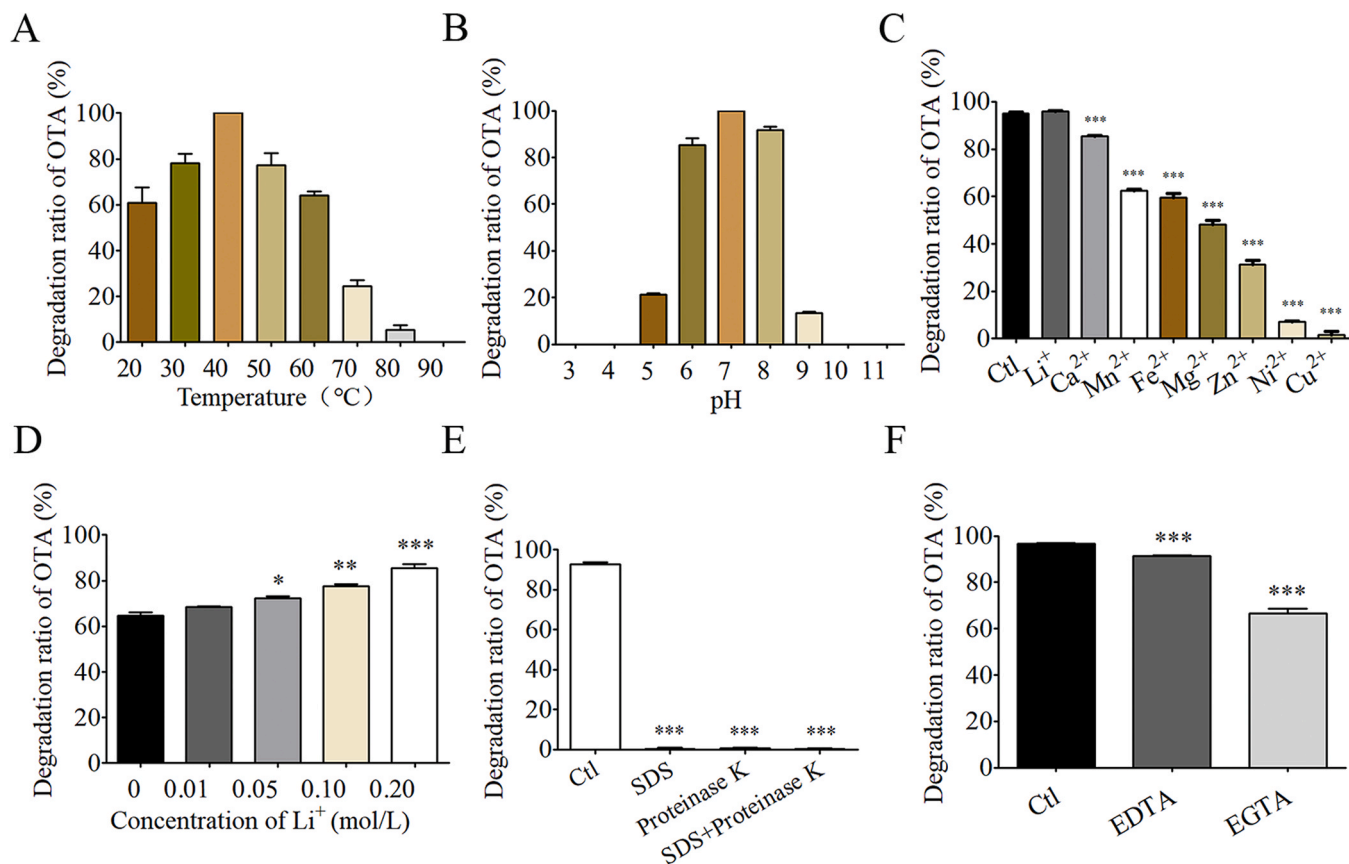 A
Degradation ratio of OTA (%)
100
80
60
40
20
0
20 30 40 50 60 70 80 90
Temperature（°C）
B
Degradation ratio of OTA (%)
100
80
60
40
20
0
3 4 5 6 7 8 9 10 11
pH
C
Degradation ratio of OTA (%)
100
80
60
40
20
0
*** *** *** *** *** *** ***
Ctl Li⁺ Ca²⁺ Mn²⁺ Fe²⁺ Mg²⁺ Zn²⁺ Ni²⁺ Cu²⁺
D
Degradation ratio of OTA (%)
100
80
60
40
20
0
* ** ***
0 0.01 0.05 0.10 0.20
Concentration of Li⁺ (mol/L)
E
Degradation ratio of OTA (%)
100
80
60
40
20
0
*** *** ***
Ctl SDS Proteinase K SDS+Proteinase K
F
Degradation ratio of OTA (%)
100
80
60
40
20
0
*** ***
Ctl EDTA EGTA